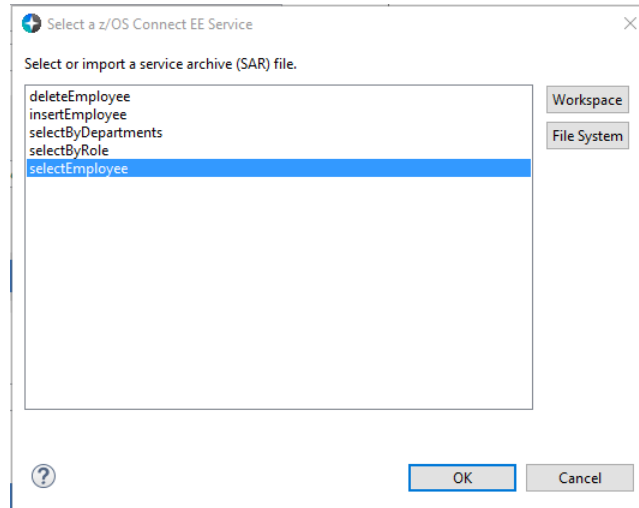 Select a z/OS Connect EE Service
Select or import a service archive (SAR) file.
deleteEmployee
insertEmployee
selectByDepartments
selectByRole
selectEmployee
Workspace
File System
?
OK
Cancel